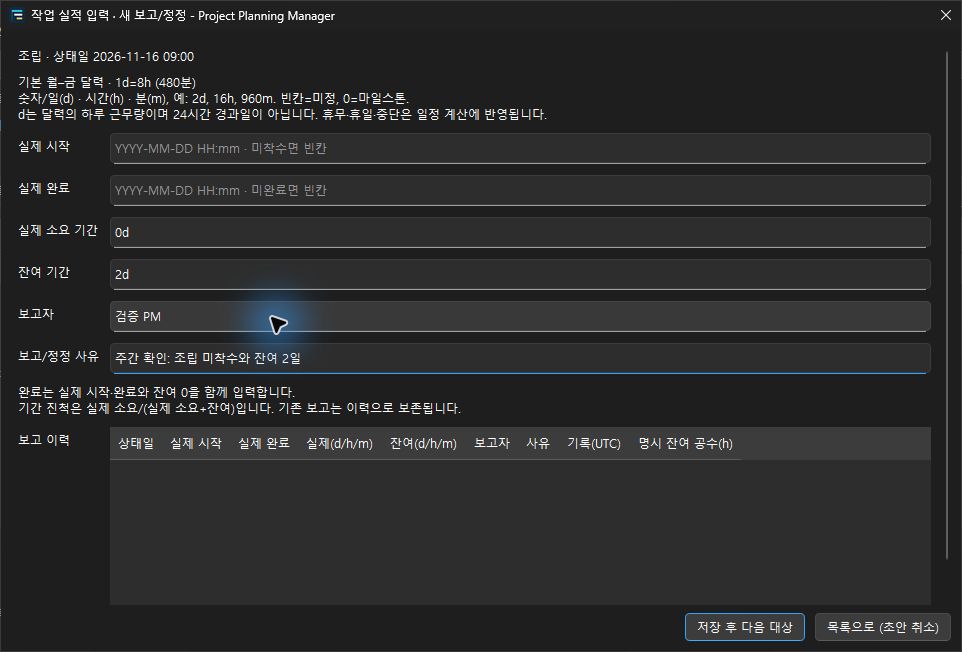 작업 실적 입력 · 새 보고/정정 - Project Planning Manager
조립 · 상태일 2026-11-16 09:00
기본 월–금 달력 · 1d=8h (480분)
숫자/일(d) · 시간(h) · 분(m), 예: 2d, 16h, 960m. 빈칸=미정, 0=마일스톤.
d는 달력의 하루 근무량이며 24시간 경과일이 아닙니다. 휴무·휴일·중단은 일정 계산에 반영됩니다.
실제 시작
YYYY-MM-DD HH:mm · 미착수면 빈칸
실제 완료
YYYY-MM-DD HH:mm · 미완료면 빈칸
실제 소요 기간
0d
잔여 기간
2d
보고자
검증 PM
보고/정정 사유
주간 확인: 조립 미착수와 잔여 2일
완료는 실제 시작·완료와 잔여 0을 함께 입력합니다.
기간 진척은 실제 소요/(실제 소요+잔여)입니다. 기존 보고는 이력으로 보존됩니다.
보고 이력
상태일 실제 시작 실제 완료 실제(d/h/m) 잔여(d/h/m) 보고자 사유 기록(UTC) 명시 잔여 공수(h)
저장 후 다음 대상 목록으로 (초안 취소)